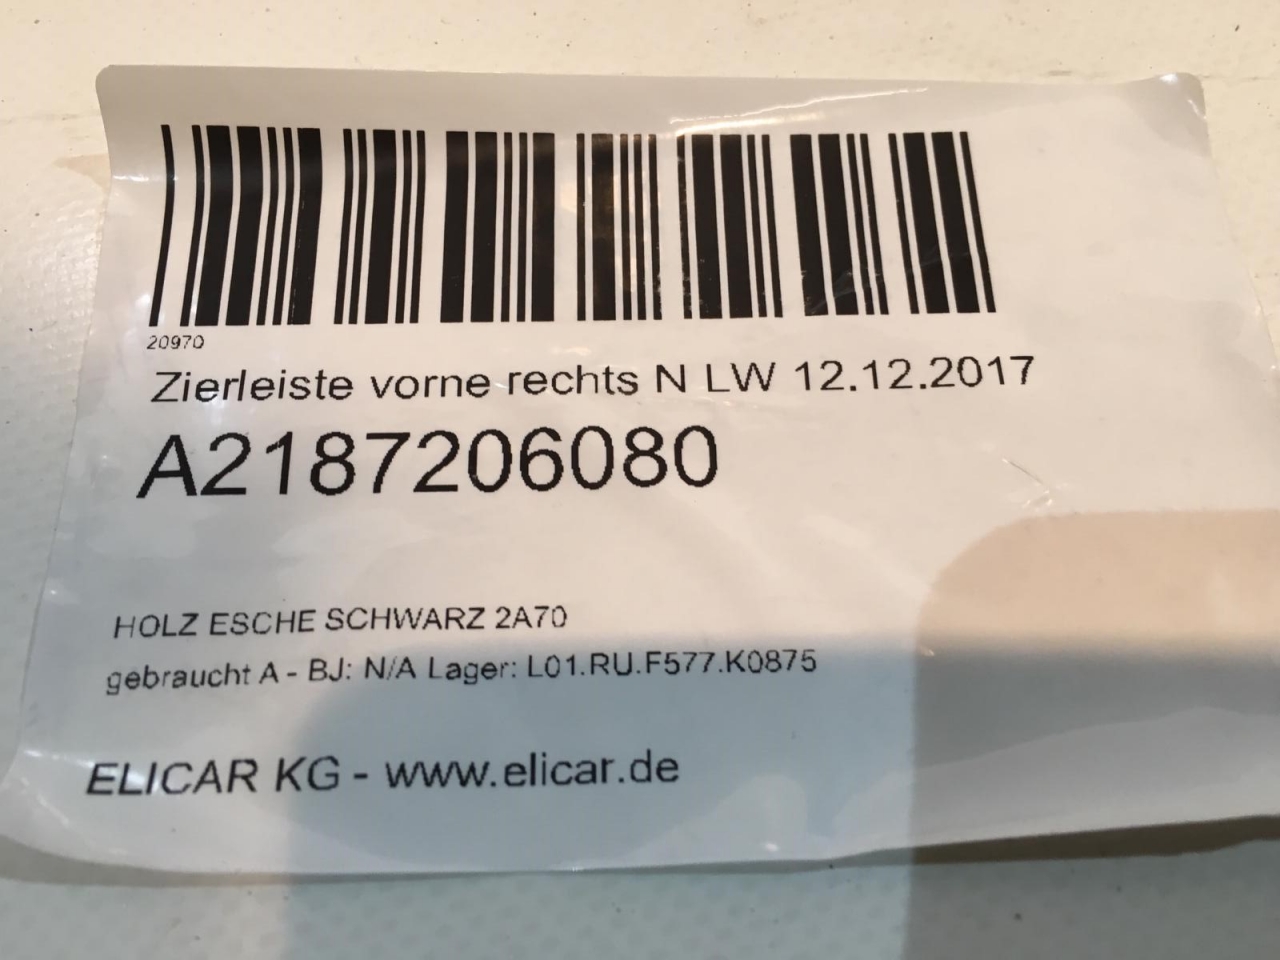 20970
Zierleiste vorne rechts N LW 12.12.2017
A2187206080
HOLZ ESCHE SCHWARZ 2A70
gebraucht A - BJ: N/A Lager: L01.RU.F577.K0875
ELICAR KG - www.elicar.de